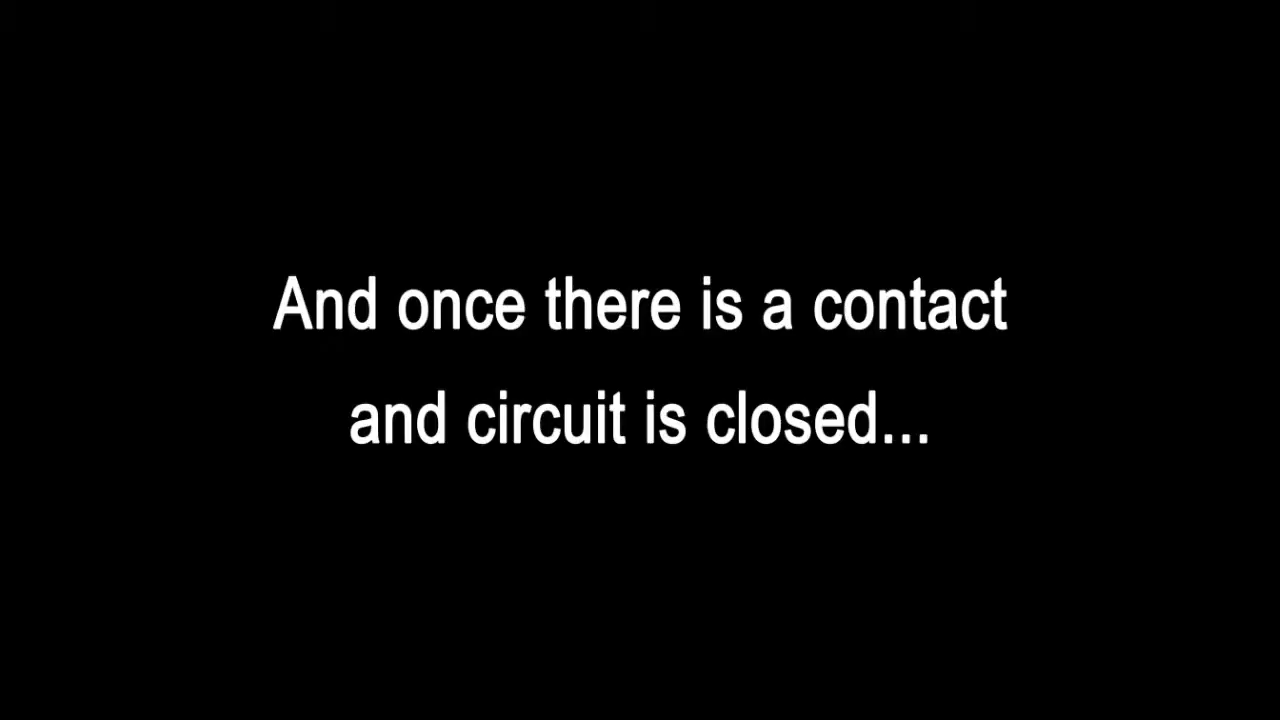 And once there is a contact
and circuit is closed...